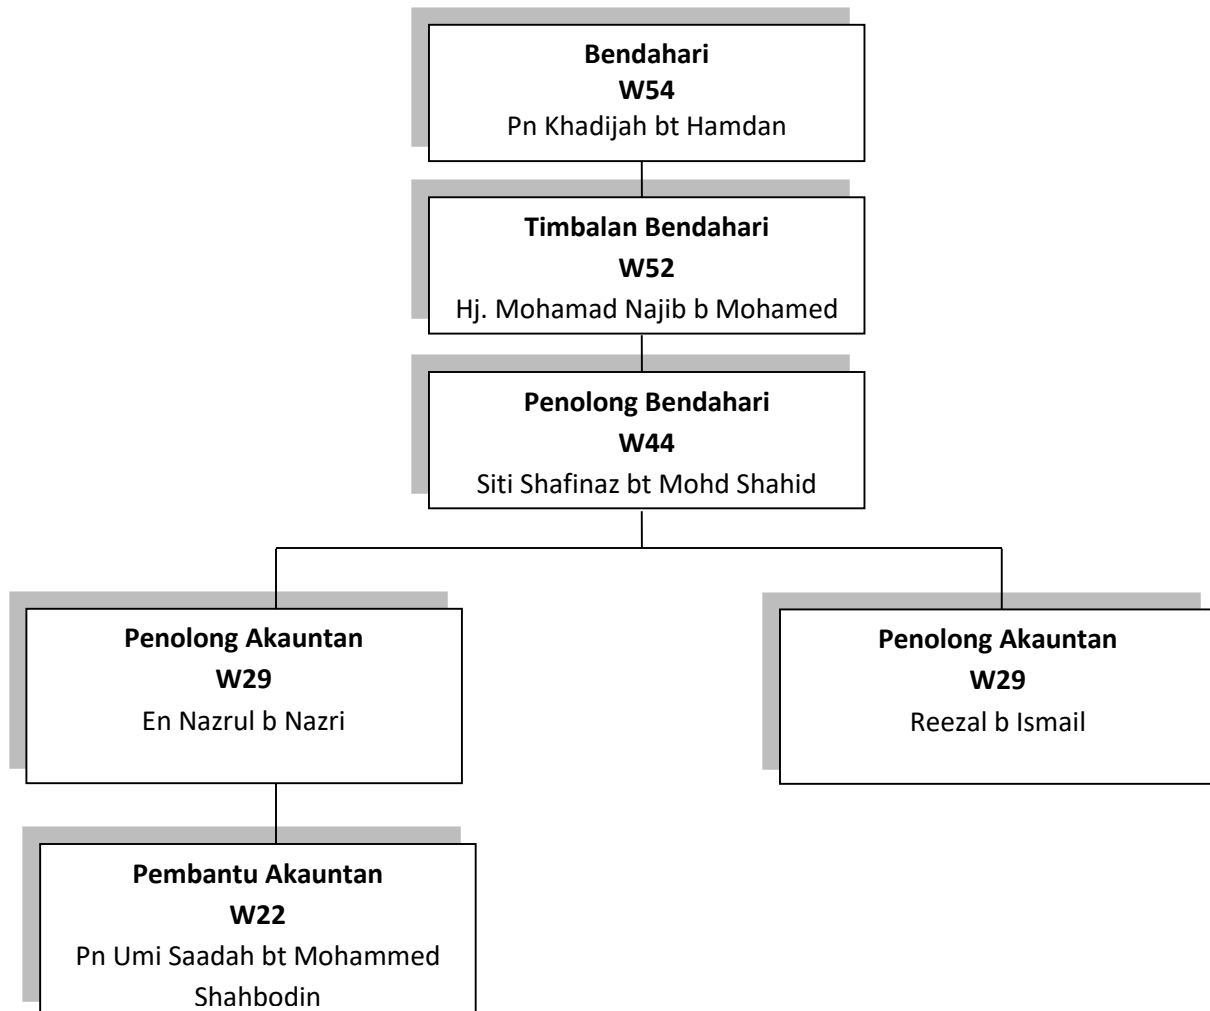 Bendahari
W54
Pn Khadijah bt Hamdan
Timbalan Bendahari
W52
Hj. Mohamad Najib b Mohamed
Penolong Bendahari
W44
Siti Shafinaz bt Mohd Shahid
Penolong Akauntan
W29
En Nazrul b Nazri
Penolong Akauntan
W29
Reezal b Ismail
Pembantu Akauntan
W22
Pn Umi Saadah bt Mohammed
Shahbodin